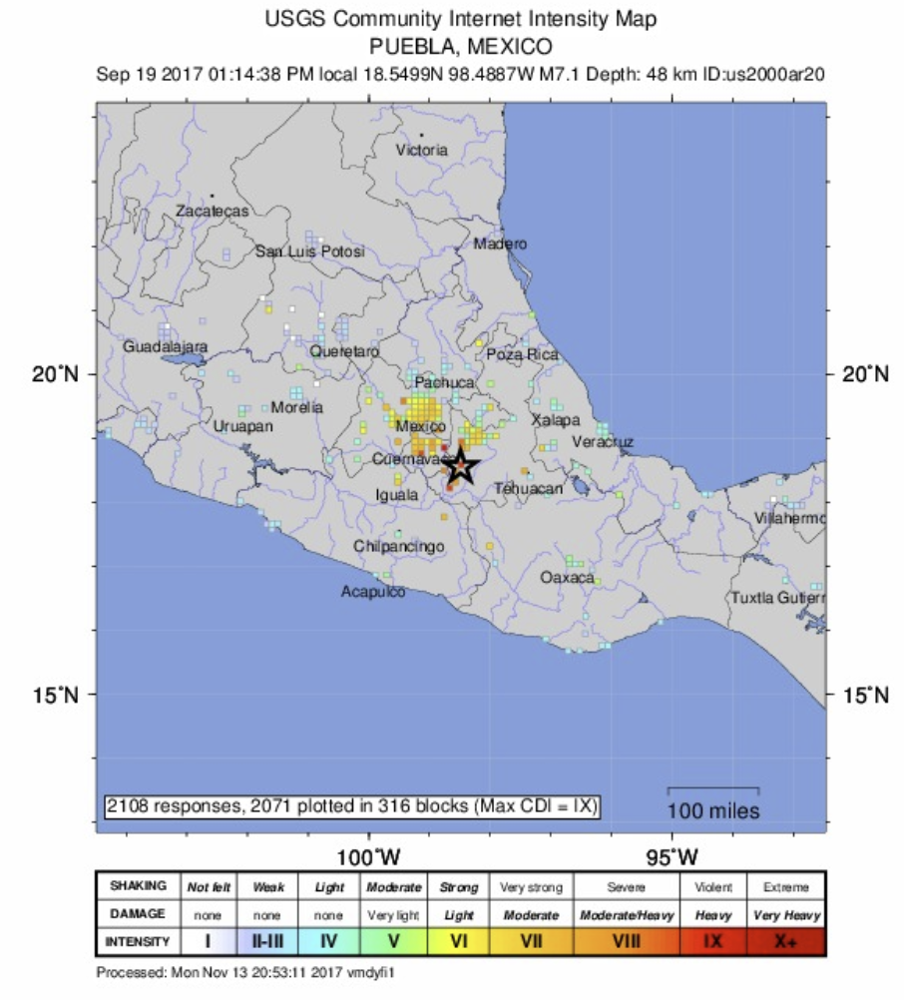 USGS Community Internet Intensity Map
PUEBLA, MEXICO
Sep 19 2017 01:14:38 PM local 18.5499N 98.4887W M7.1 Depth: 48 km ID:us2000ar20
Victoria
Zacatecas
San Luis Potosi
Madero
Guadalajara
Queretaro
Poza Rica
20˚N
20˚N
Pachuca
Morelia
Uruapan
Mexico
Xalapa
Veracruz
Cuernavaca
Iguala
Tehuacan
Villahermo
Chilpancingo
Oaxaca
Acapulco
Tuxtla Gutierr
15˚N
15˚N
2108 responses, 2071 plotted in 316 blocks (Max CDI = IX)
100 miles
100˚W
95˚W
SHAKING Not felt Weak Light Moderate Strong Very strong Severe Violent Extreme
DAMAGE none none none Very light Light Moderate Moderate/Heavy Heavy Very Heavy
INTENSITY I II-III IV V VI VII VIII IX X+
Processed: Mon Nov 13 20:53:11 2017 vmdyfi1